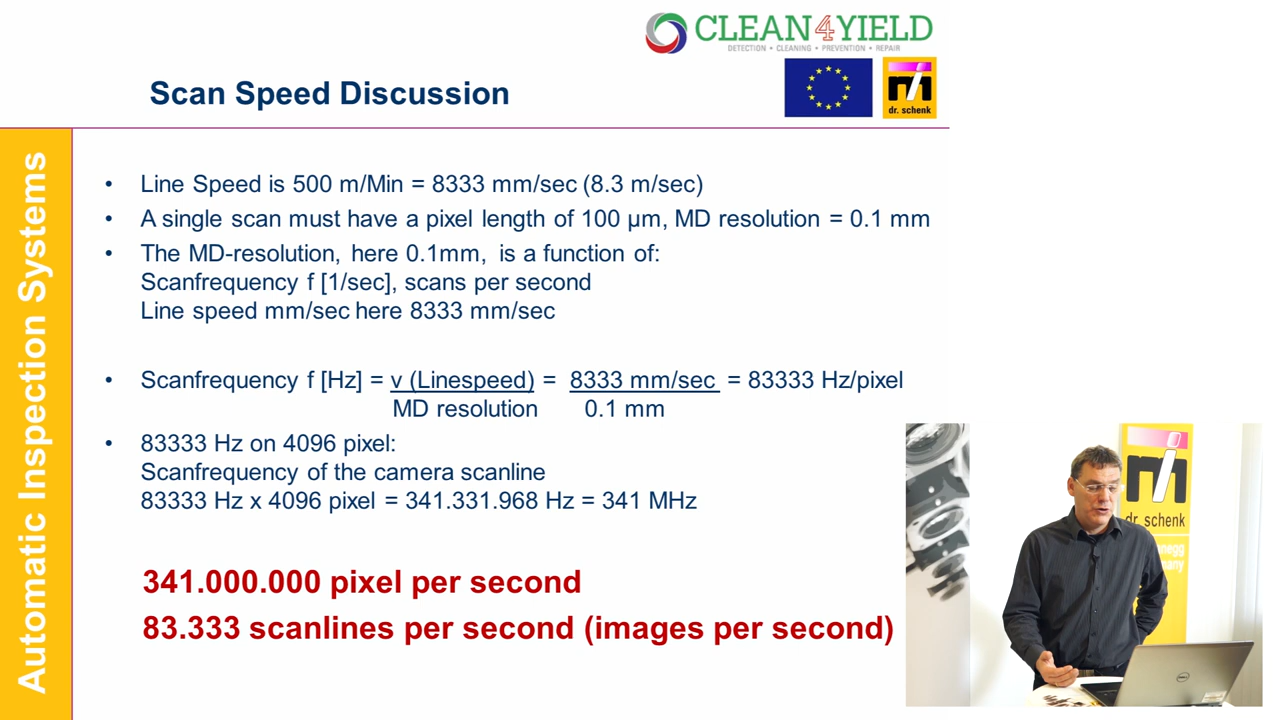 CLEAN4YIELD
DETECTION • CLEANING • PREVENTION • REPAIR
dr. schenk
Scan Speed Discussion
Automatic Inspection Systems
• Line Speed is 500 m/Min = 8333 mm/sec (8.3 m/sec)
• A single scan must have a pixel length of 100 µm, MD resolution = 0.1 mm
• The MD-resolution, here 0.1mm, is a function of:
Scanfrequency f [1/sec], scans per second
Line speed mm/sec here 8333 mm/sec
• Scanfrequency f [Hz] = v (Linespeed) = 8333 mm/sec = 83333 Hz/pixel
MD resolution 0.1 mm
• 83333 Hz on 4096 pixel:
Scanfrequency of the camera scanline
83333 Hz x 4096 pixel = 341.331.968 Hz = 341 MHz
341.000.000 pixel per second
83.333 scanlines per second (images per second)
dr. schenk
DELL